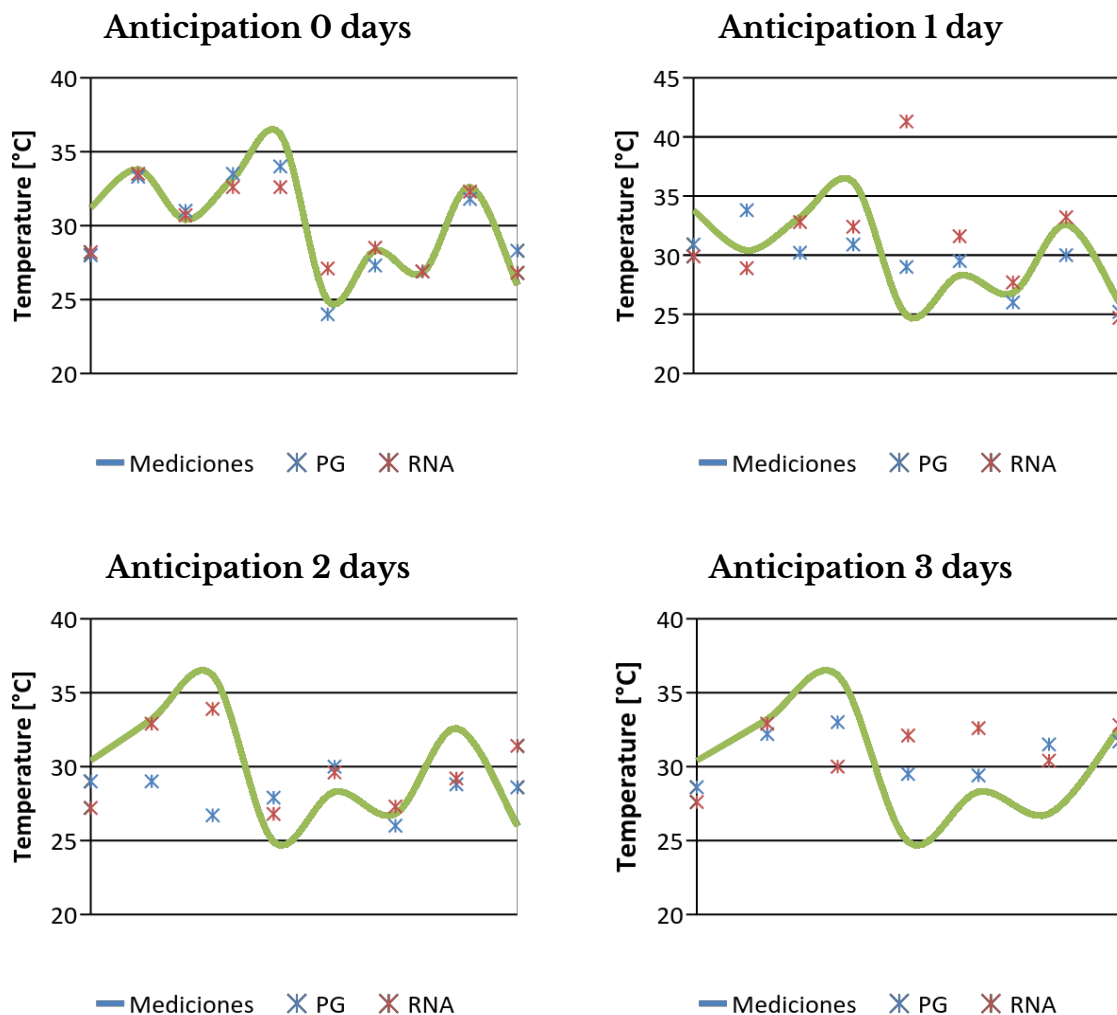 Anticipation 0 days
Temperature [°C]
40
35
30
25
20
Mediciones PG RNA
Anticipation 1 day
Temperature [°C]
45
40
35
30
25
20
Mediciones PG RNA
Anticipation 2 days
Temperature [°C]
40
35
30
25
20
Mediciones PG RNA
Anticipation 3 days
Temperature [°C]
40
35
30
25
20
Mediciones PG RNA